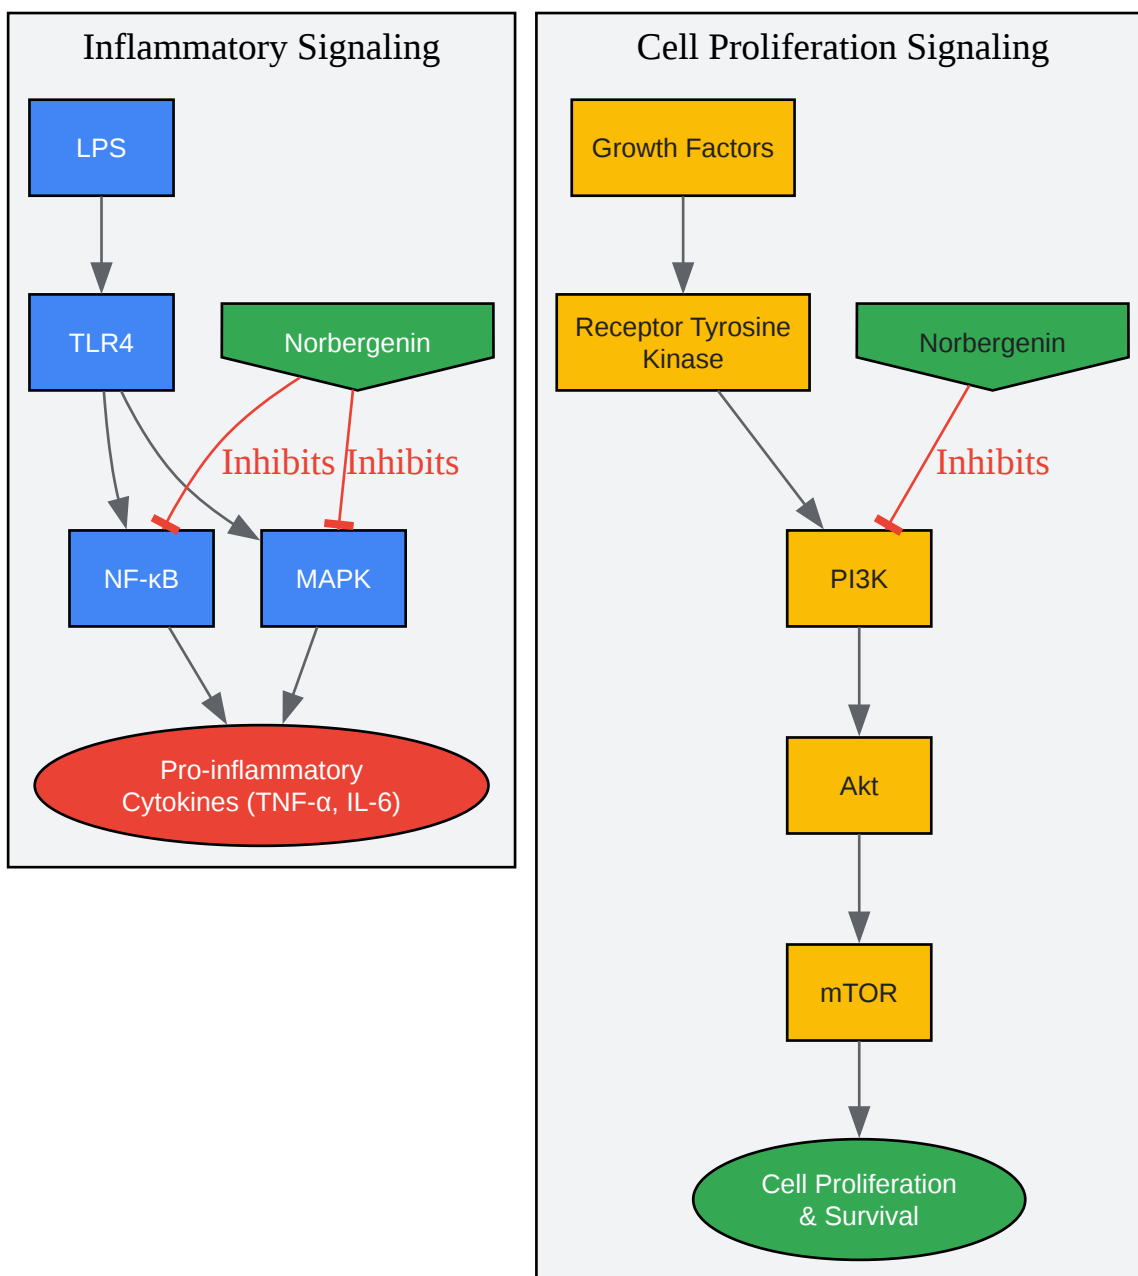 Inflammatory Signaling
LPS
TLR4
Norbergenin
Inhibits
Inhibits
NF-κB
MAPK
Pro-inflammatory
Cytokines (TNF-α, IL-6)
Cell Proliferation Signaling
Growth Factors
Receptor Tyrosine
Kinase
Norbergenin
Inhibits
PI3K
Akt
mTOR
Cell Proliferation
& Survival